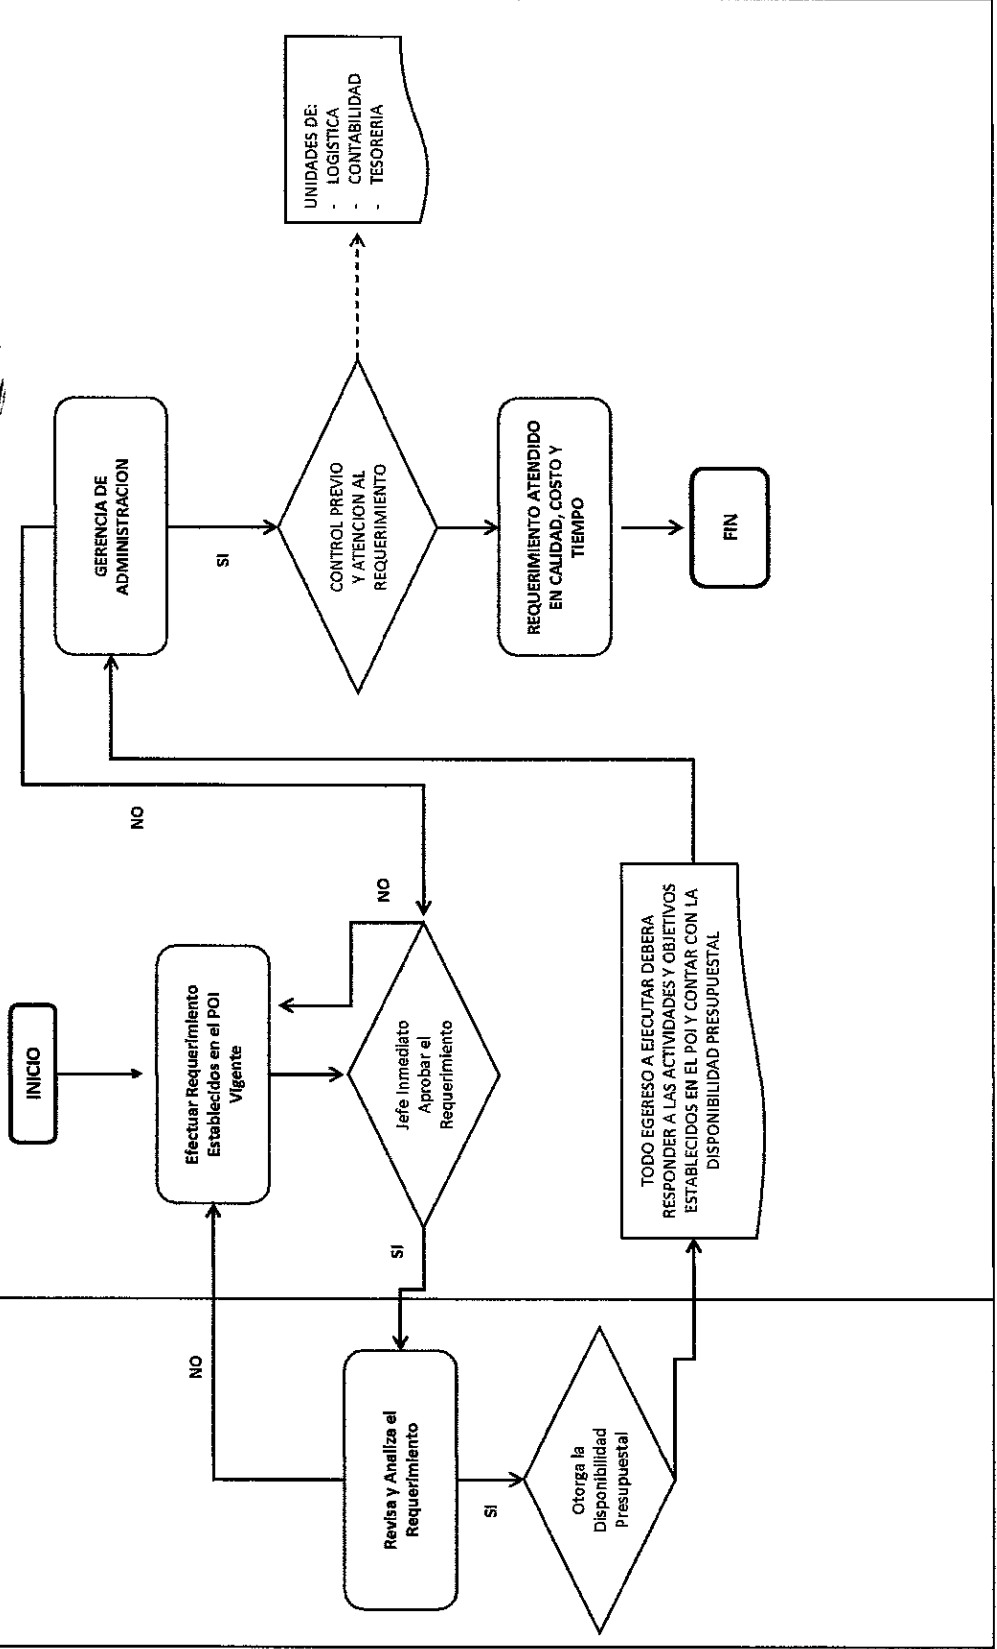 INICIO
Efectuar Requerimiento
Establecidos en el POI
Vigente
NO
Jefe Inmediato
Aprobar el
Requerimiento
SI
NO
Revisa y Analiza el
Requerimiento
SI
Otorga la
Disponibilidad
Presupuestal
TODO EGERESO A EJECUTAR DEBERA
RESPONDER A LAS ACTIVIDADES Y OBJETIVOS
ESTABLECIDOS EN EL POI Y CONTAR CON LA
DISPONIBILIDAD PRESUPUESTAL
NO
GERENCIA DE
ADMINISTRACION
SI
CONTROL PREVIO
Y ATENCION AL
REQUERIMIENTO
UNIDADES DE:
- LOGISTICA
- CONTABILIDAD
- TESORERIA
REQUERIMIENTO ATENDIDO
EN CALIDAD, COSTO Y
TIEMPO
FIN